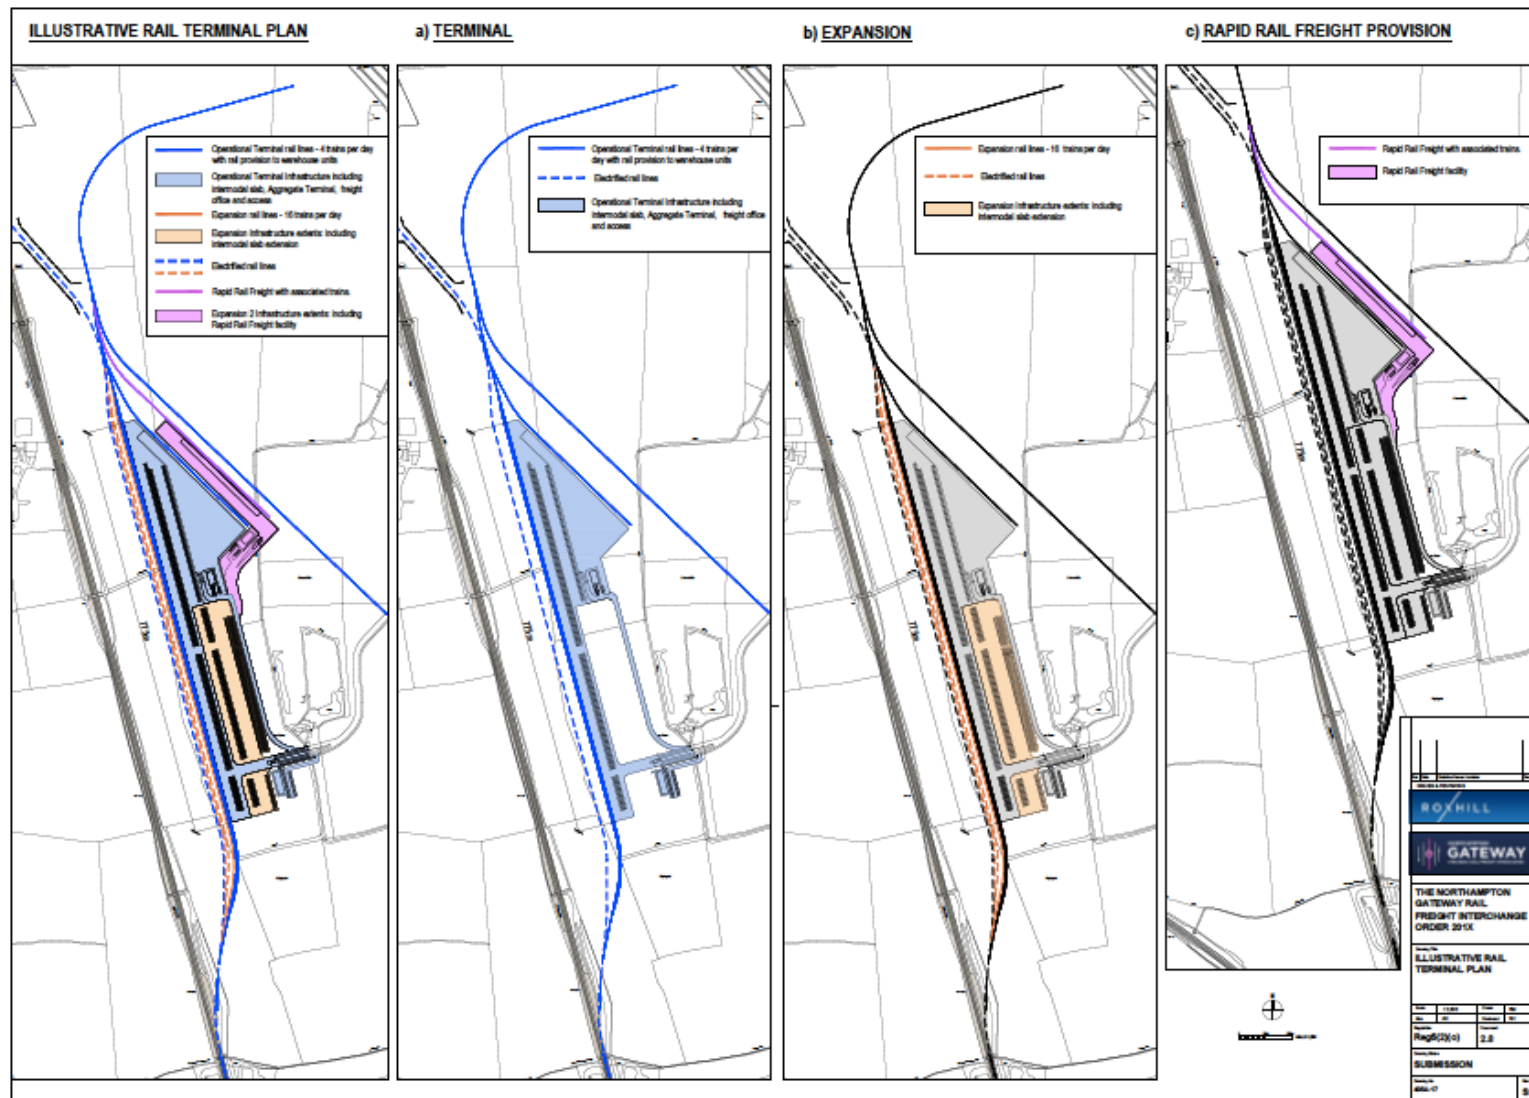 ILLUSTRATIVE RAIL TERMINAL PLAN
a) TERMINAL
b) EXPANSION
c) RAPID RAIL FREIGHT PROVISION
Operational Terminal rail lines - 4 trains per day
with rail provision to warehouse units
Operational Terminal Infrastructure including
intermodal slab, Aggregate Terminal, freight
office and access
Expansion rail lines - 16 trains per day
Expansion Infrastructure extents: including
intermodal slab extension
Electrified rail lines
Rapid Rail Freight with associated trains.
Expansion 2 Infrastructure extents: including
Rapid Rail Freight facility
Operational Terminal rail lines - 4 trains per
day with rail provision to warehouse units
Electrified rail lines
Operational Terminal Infrastructure including
intermodal slab, Aggregate Terminal, freight office
and access
Expansion rail lines - 16 trains per day
Electrified rail lines
Expansion Infrastructure extents: including
intermodal slab extension
Rapid Rail Freight with associated trains.
Rapid Rail Freight facility
775m
775m
775m
775m
ROXHILL
GATEWAY
THE NORTHAMPTON
GATEWAY RAIL
FREIGHT INTERCHANGE
ORDER 201X
ILLUSTRATIVE RAIL
TERMINAL PLAN
2.8
SUBMISSION